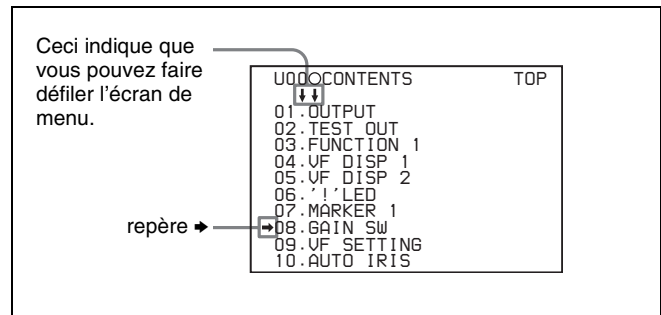 Ceci indique que
vous pouvez faire
défiler l'écran de
menu.
repère ➜
U00○CONTENTS TOP
↓↓
01.OUTPUT
02.TEST OUT
03.FUNCTION 1
04.VF DISP 1
05.VF DISP 2
06.'!'LED
07.MARKER 1
➜08.GAIN SW
09.VF SETTING
10.AUTO IRIS